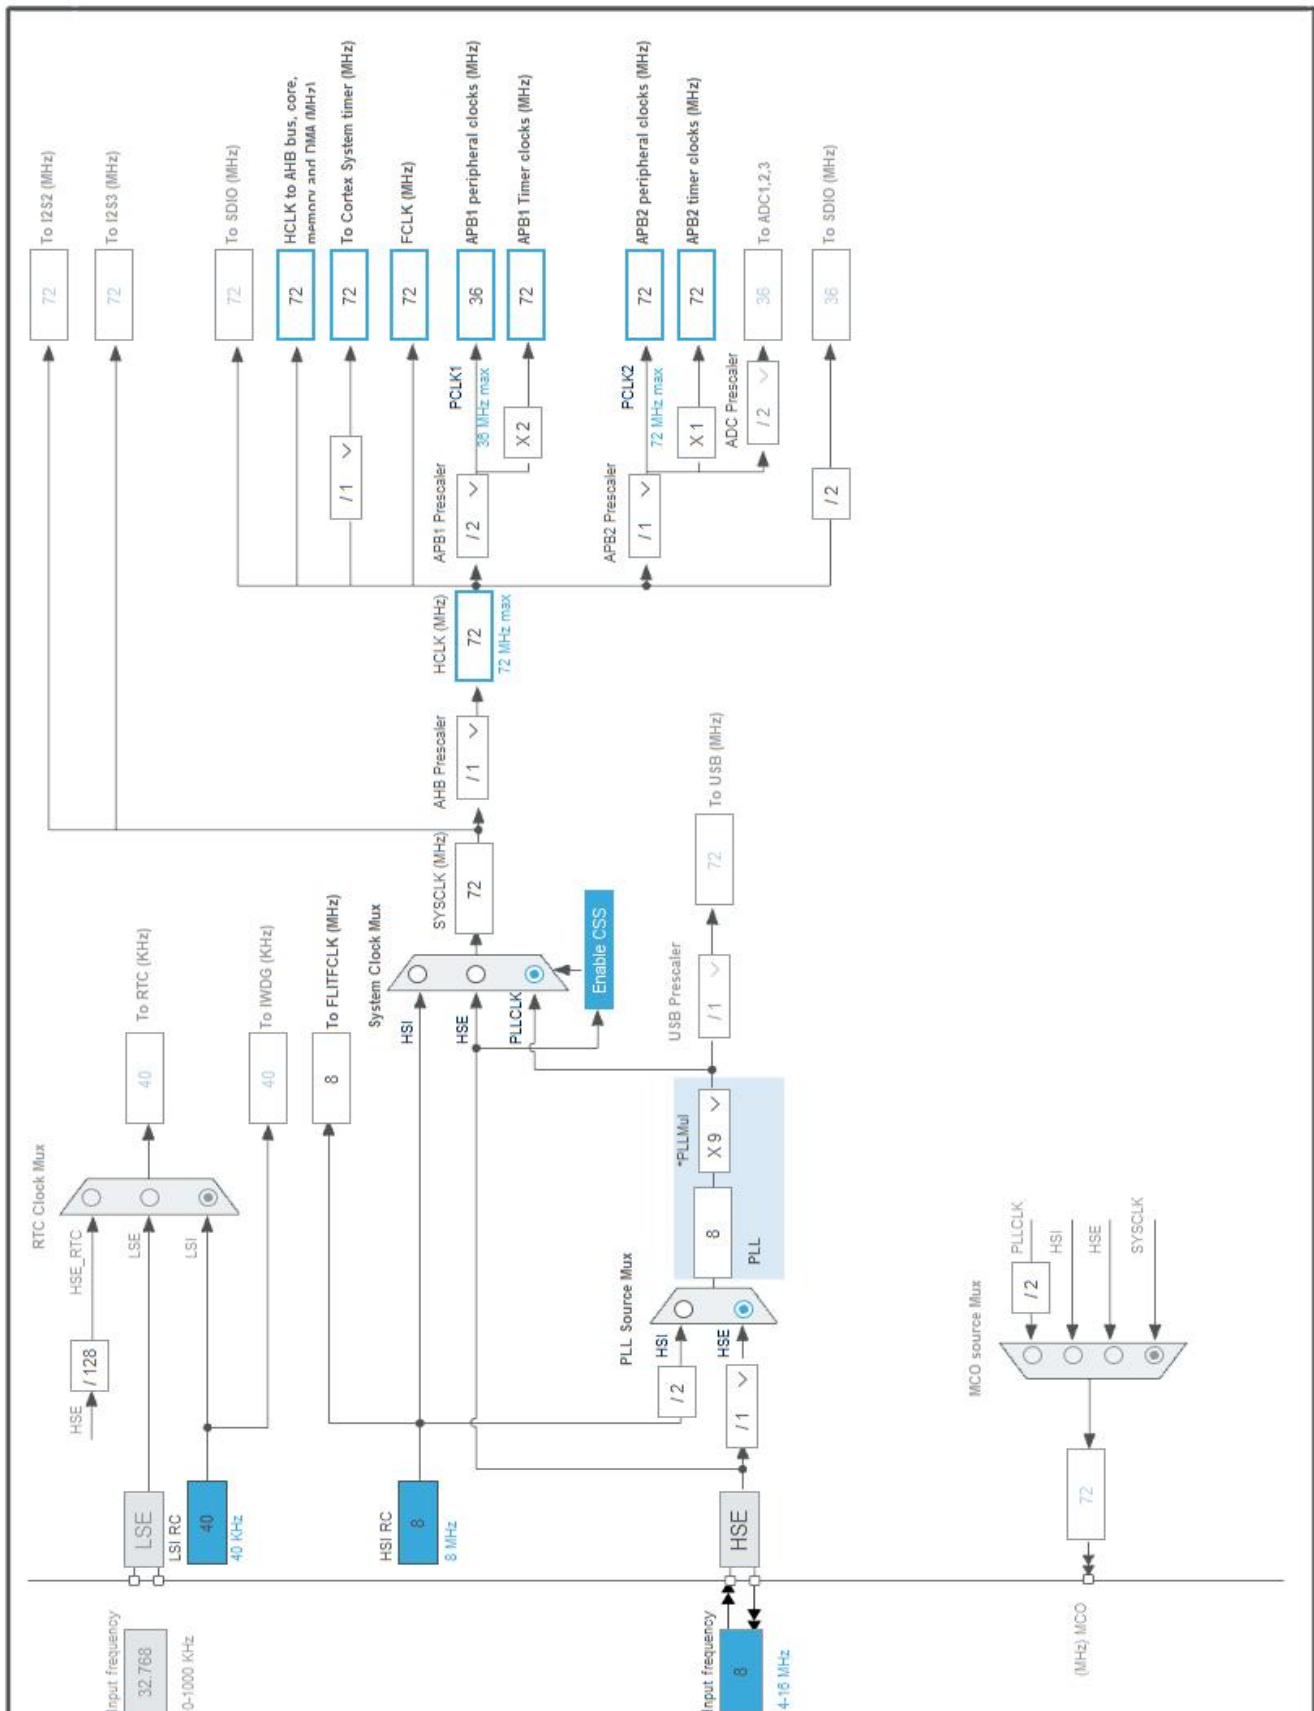 Input frequency
32.768
0-1000 KHz
LSE
LSI RC
40
40 KHz
HSE
/ 128
HSE_RTC
LSE
LSI
RTC Clock Mux
40
To RTC (KHz)
40
To IWDG (KHz)
8
To FLITFCLK (MHz)
HSI RC
8
8 MHz
Input frequency
8
4-16 MHz
HSE
/ 2
/ 1
PLL Source Mux
HSI
HSE
8
PLL
*PLLMul
X 9
USB Prescaler
/ 1
72
To USB (MHz)
System Clock Mux
HSI
HSE
PLLCLK
Enable CSS
SYSCLK (MHz)
72
AHB Prescaler
/ 1
HCLK (MHz)
72
72 MHz max
72
To I2S2 (MHz)
72
To I2S3 (MHz)
72
To SDIO (MHz)
72
HCLK to AHB bus, core,
memory and DMA (MHz)
/ 1
72
To Cortex System timer (MHz)
72
FCLK (MHz)
APB1 Prescaler
/ 2
PCLK1
36 MHz max
36
APB1 peripheral clocks (MHz)
X 2
72
APB1 Timer clocks (MHz)
APB2 Prescaler
/ 1
PCLK2
72 MHz max
72
APB2 peripheral clocks (MHz)
X 1
72
APB2 timer clocks (MHz)
ADC Prescaler
/ 2
36
To ADC1,2,3
/ 2
36
To SDIO (MHz)
(MHz) MCO
72
MCO source Mux
/ 2
PLLCLK
HSI
HSE
SYSCLK